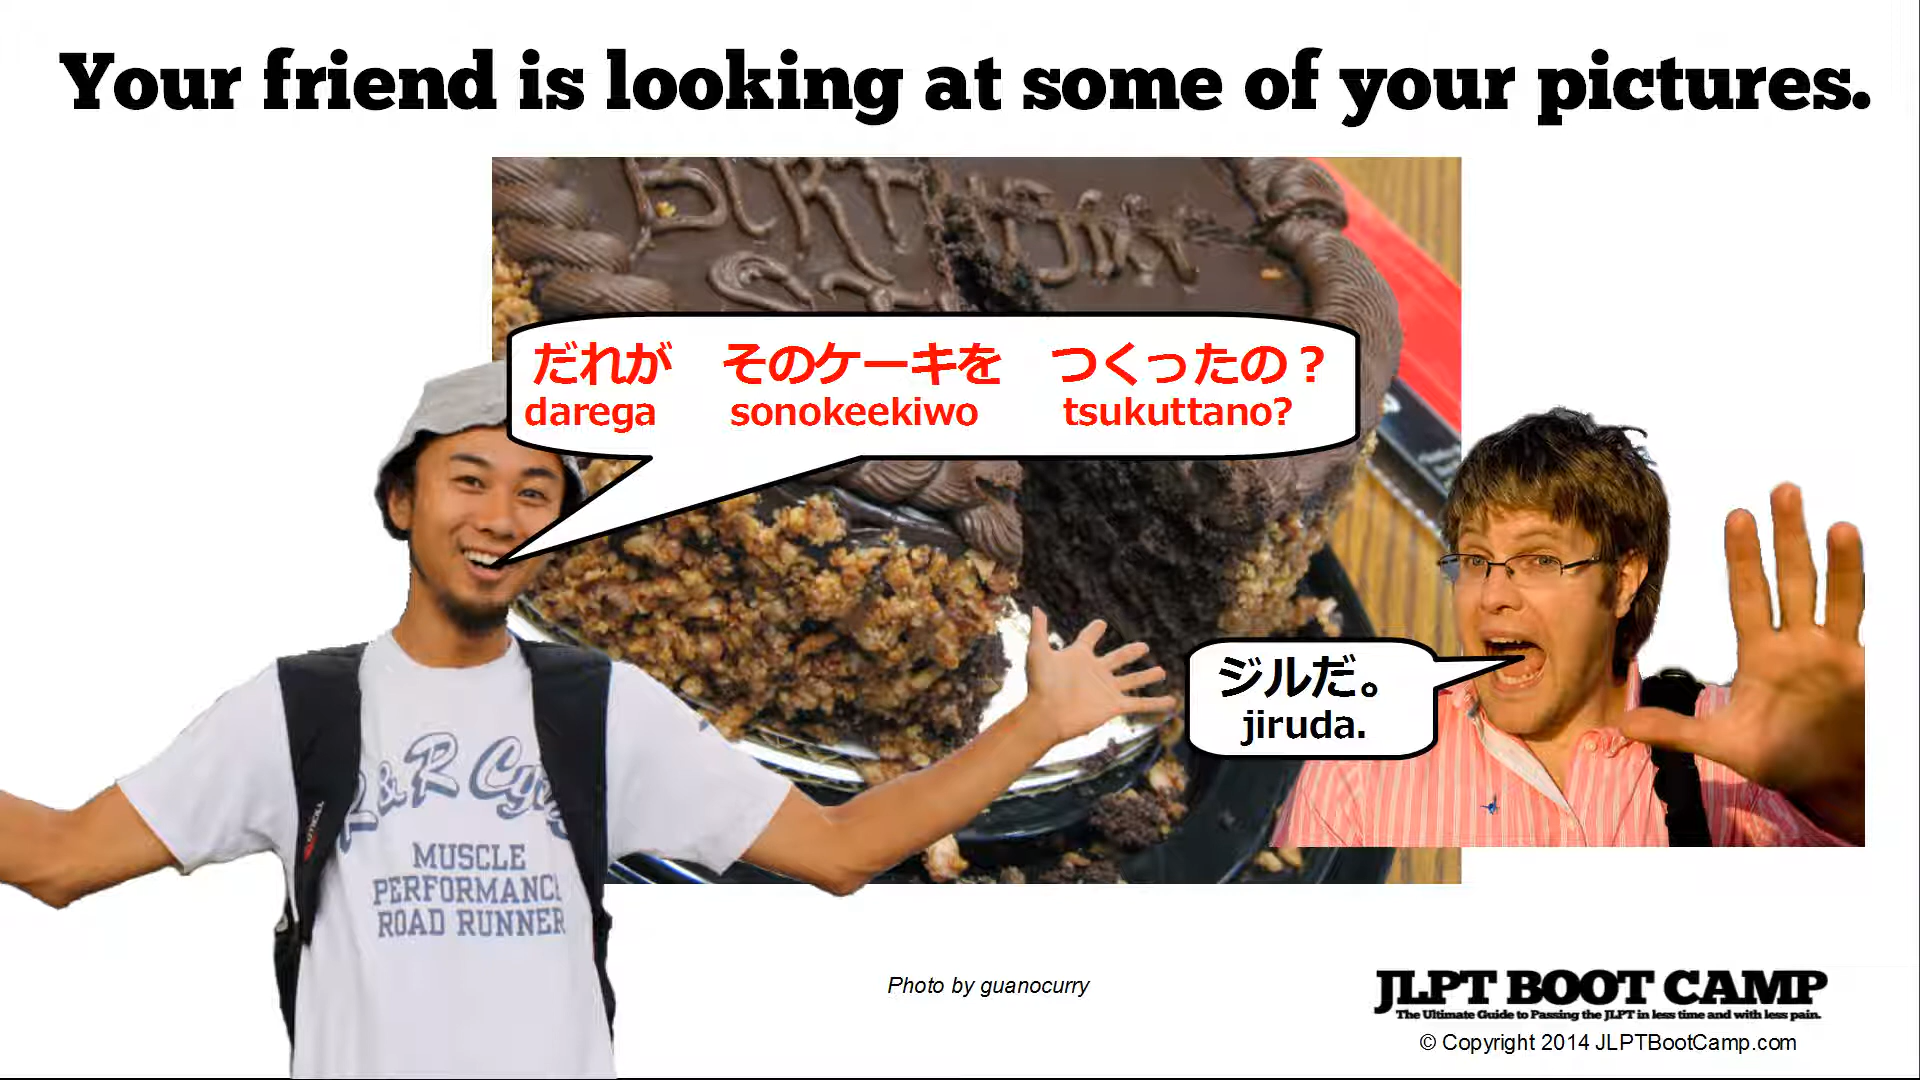 Your friend is looking at some of your pictures.
BIRTHDAY
だれが　そのケーキを　つくったの？
darega sonokeekiwo tsukuttano?
ジルだ。
jiruda.
MUSCLE
PERFORMANCE
ROAD RUNNER
Photo by guanocurry
JLPT BOOT CAMP
The Ultimate Guide to Passing the JLPT in less time and with less pain.
© Copyright 2014 JLPTBootCamp.com